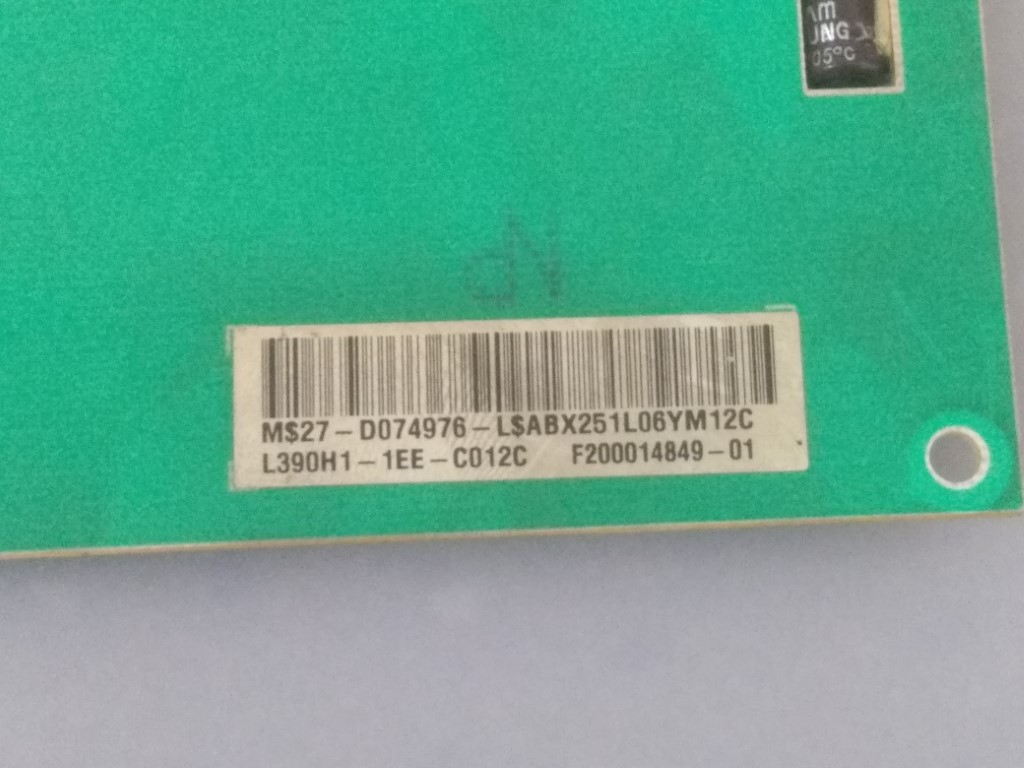 JNG
05°C
M$27-D074976-L$ABX251L06YM12C
L390H1-1EE-C012C F200014849-01